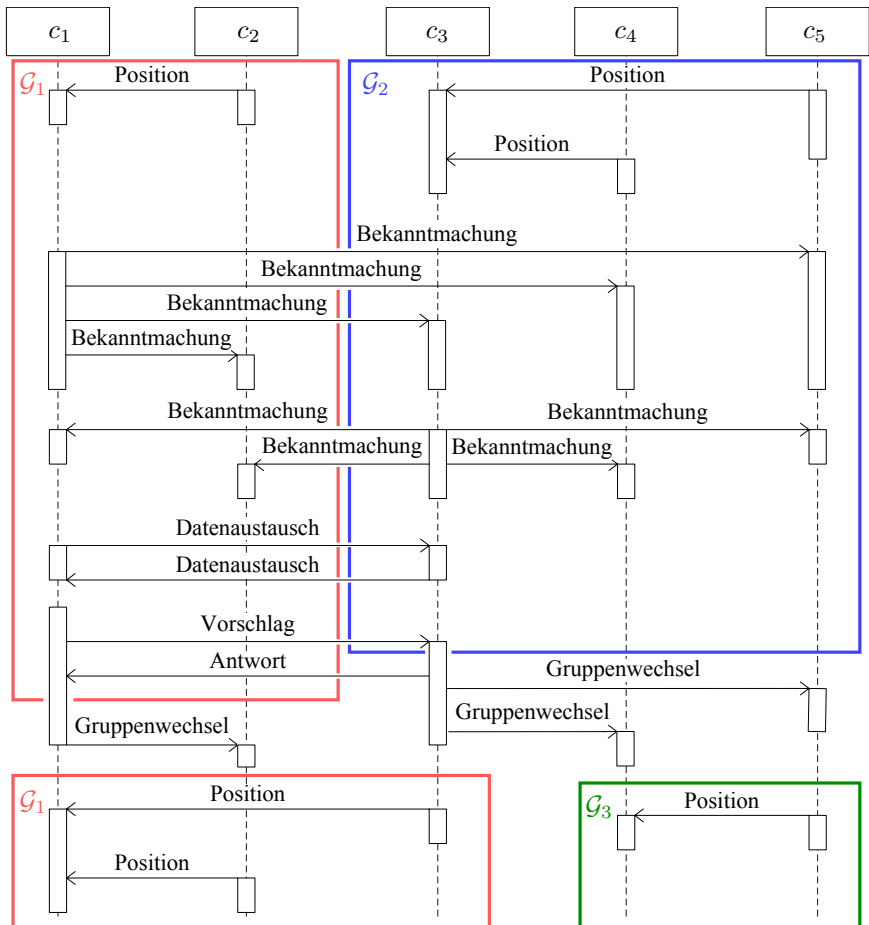 c₁ c₂ c₃ c₄ c₅
𝒢₁ Position 𝒢₂ Position
Position
Bekanntmachung
Bekanntmachung
Bekanntmachung
Bekanntmachung
Bekanntmachung Bekanntmachung
Bekanntmachung Bekanntmachung
Datenaustausch
Datenaustausch
Vorschlag
Antwort
Gruppenwechsel
Gruppenwechsel
Gruppenwechsel
𝒢₁ Position
𝒢₃ Position
Position